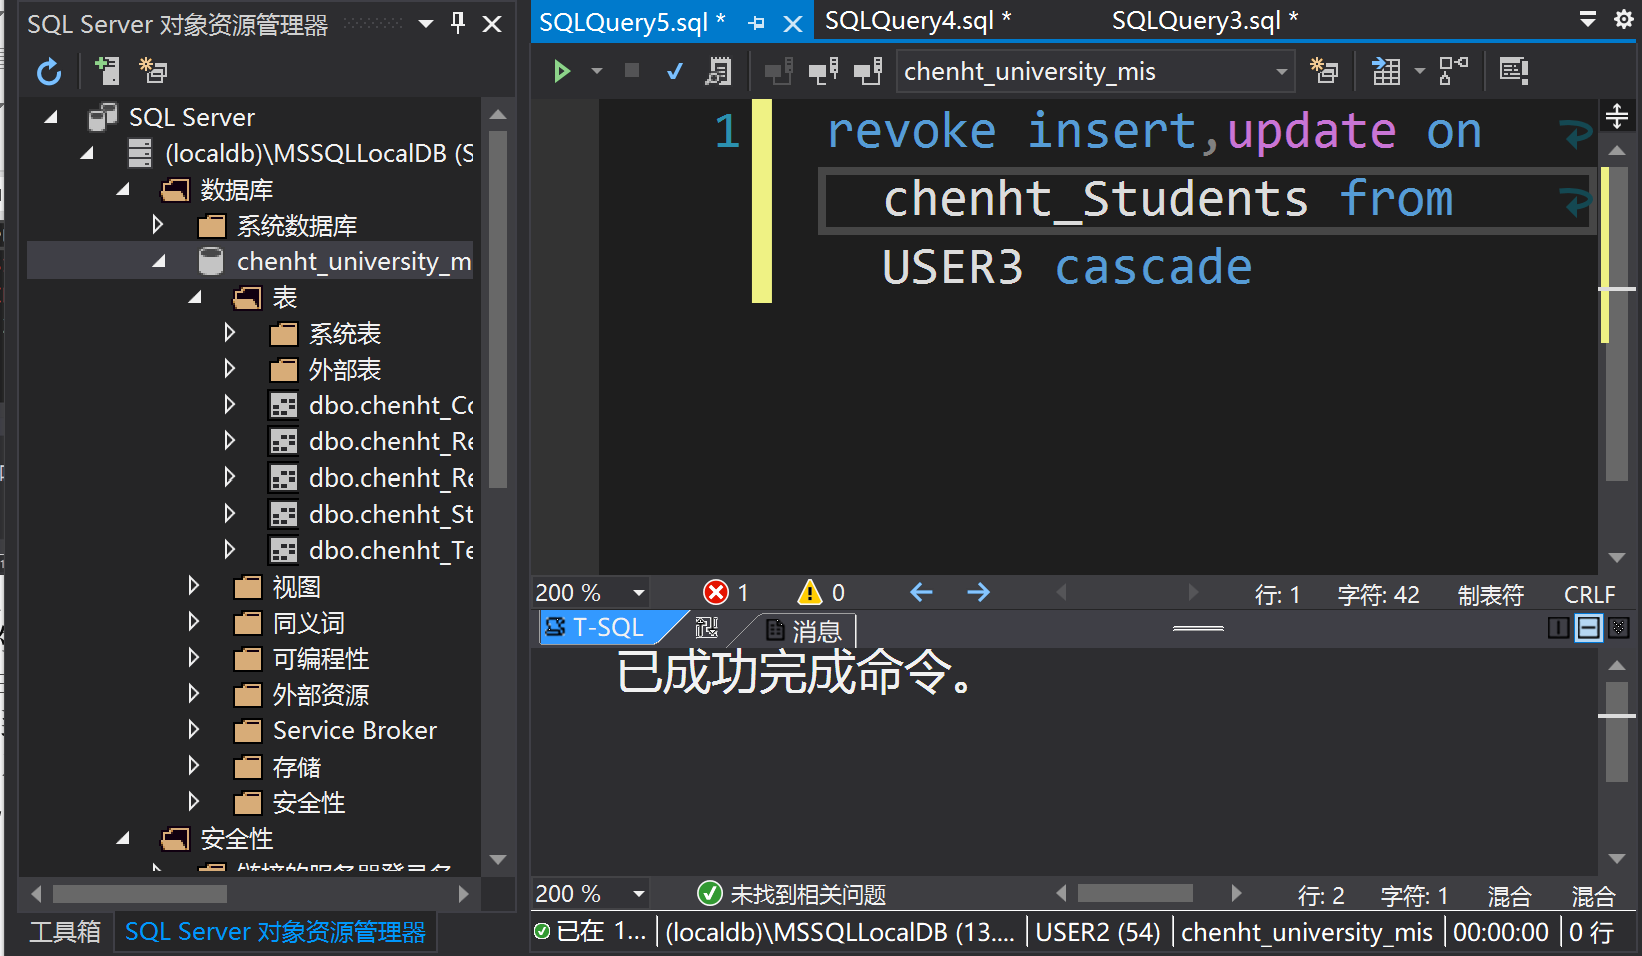 SQL Server 对象资源管理器
SQL Server
(localdb)\MSSQLLocalDB (S
数据库
系统数据库
chenht_university_m
表
系统表
外部表
dbo.chenht_Co
dbo.chenht_Re
dbo.chenht_Re
dbo.chenht_St
dbo.chenht_Te
视图
同义词
可编程性
外部资源
Service Broker
存储
安全性
安全性
工具箱
SQL Server 对象资源管理器
SQLQuery5.sql *
SQLQuery4.sql *
SQLQuery3.sql *
chenht_university_mis
1
revoke insert,update on
chenht_Students from
USER3 cascade
200 %
1
0
行: 1
字符: 42
制表符
CRLF
T-SQL
消息
已成功完成命令。
200 %
未找到相关问题
行: 2
字符: 1
混合
混合
已在 1...
(localdb)\MSSQLLocalDB (13....
USER2 (54)
chenht_university_mis
00:00:00
0 行